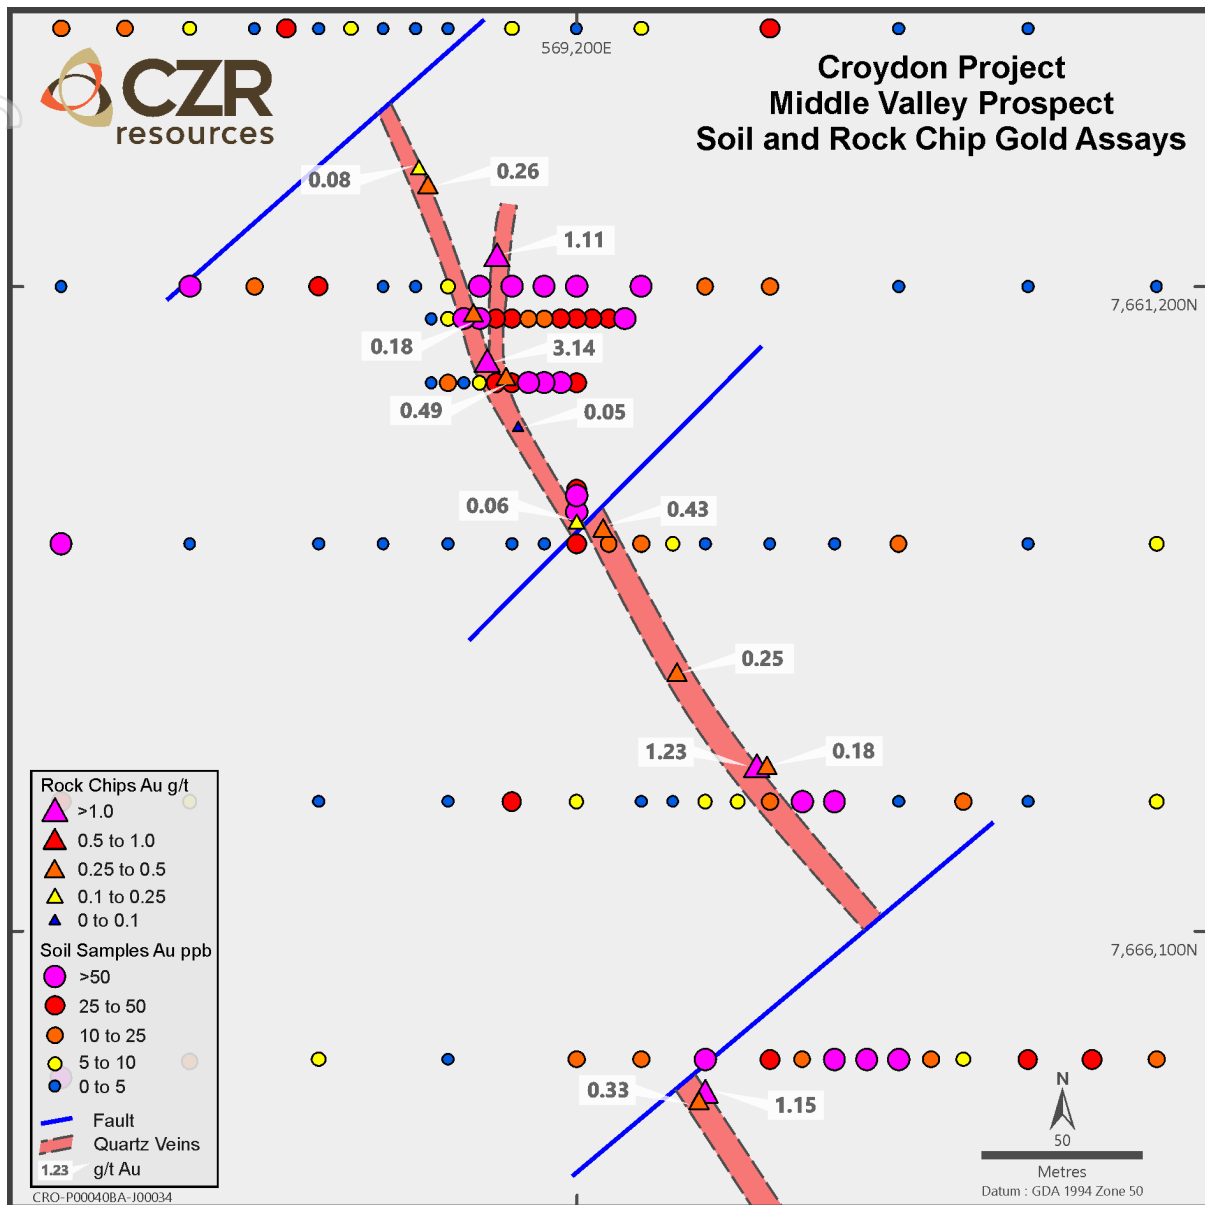 569,200E
CZR
resources
Croydon Project
Middle Valley Prospect
Soil and Rock Chip Gold Assays
0.08
0.26
1.11
7,661,200N
0.18
3.14
0.49
0.05
0.06
0.43
0.25
1.23
0.18
Rock Chips Au g/t
>1.0
0.5 to 1.0
0.25 to 0.5
0.1 to 0.25
0 to 0.1
Soil Samples Au ppb
>50
25 to 50
10 to 25
5 to 10
0 to 5
Fault
Quartz Veins
1.23 g/t Au
CRO-P00040BA-J00034
7,666,100N
0.33
1.15
N
50
Metres
Datum : GDA 1994 Zone 50